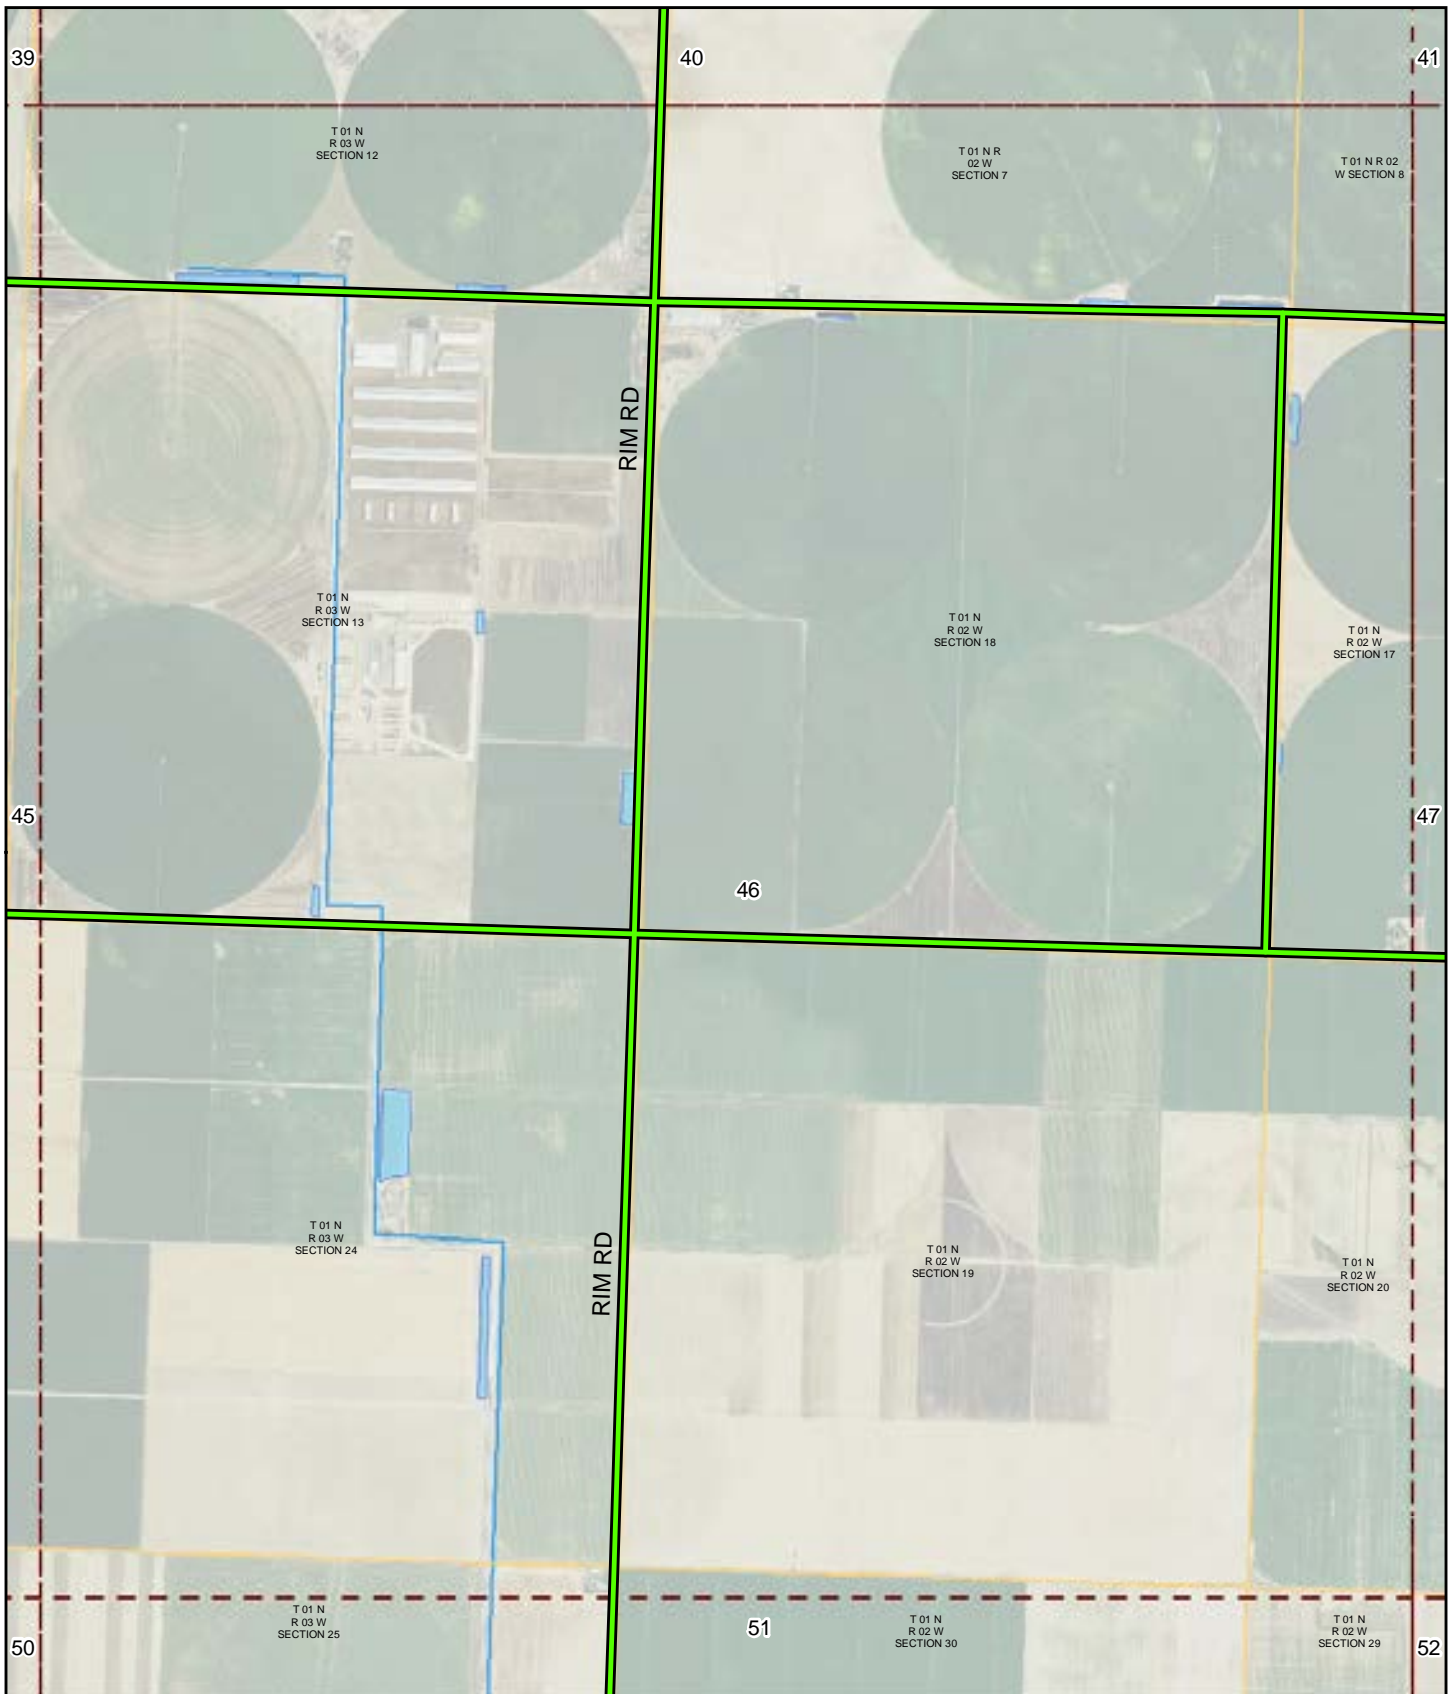 39
40
41
T 01 N
R 03 W
SECTION 12
T 01 N R
02 W
SECTION 7
T 01 N R 02
W SECTION 8
RIM RD
T 01 N
R 03 W
SECTION 13
T 01 N
R 02 W
SECTION 18
T 01 N
R 02 W
SECTION 17
45
46
47
T 01 N
R 03 W
SECTION 24
RIM RD
T 01 N
R 02 W
SECTION 19
T 01 N
R 02 W
SECTION 20
50
T 01 N
R 03 W
SECTION 25
51
T 01 N
R 02 W
SECTION 30
T 01 N
R 02 W
SECTION 29
52